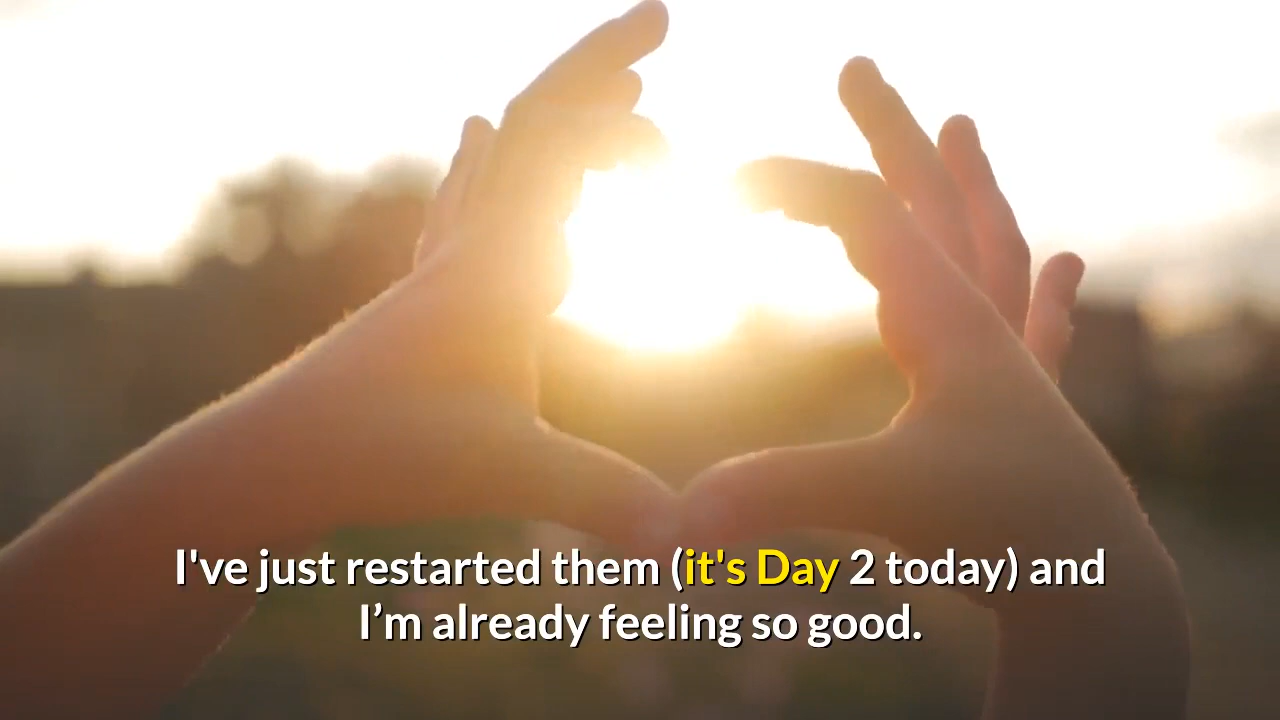 I've just restarted them (it's Day 2 today) and
I’m already feeling so good.